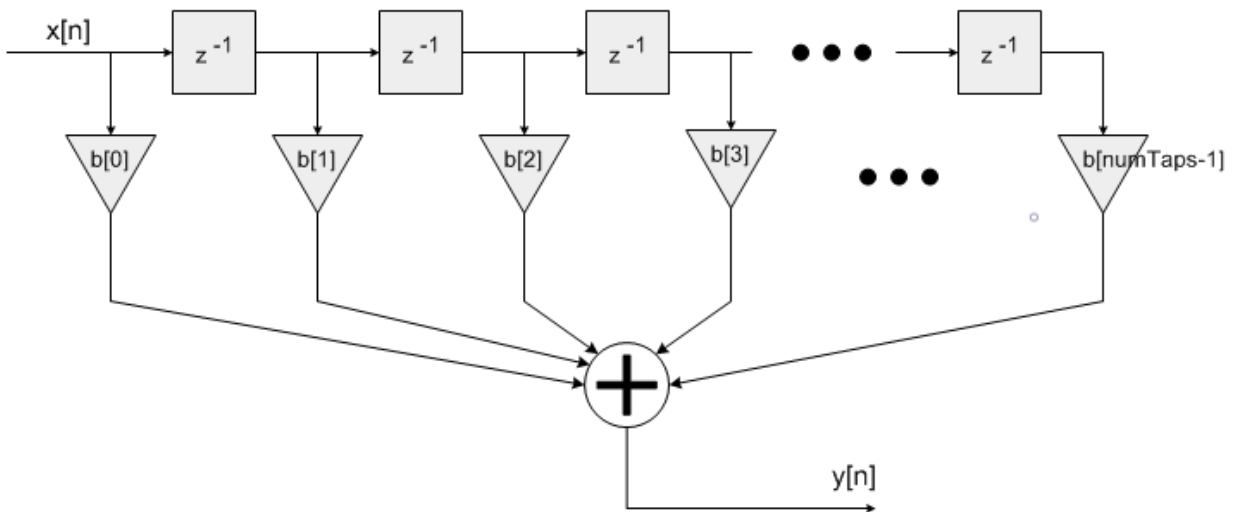 x[n]
z⁻¹
z⁻¹
z⁻¹
z⁻¹
b[0]
b[1]
b[2]
b[3]
b[numTaps-1]
y[n]